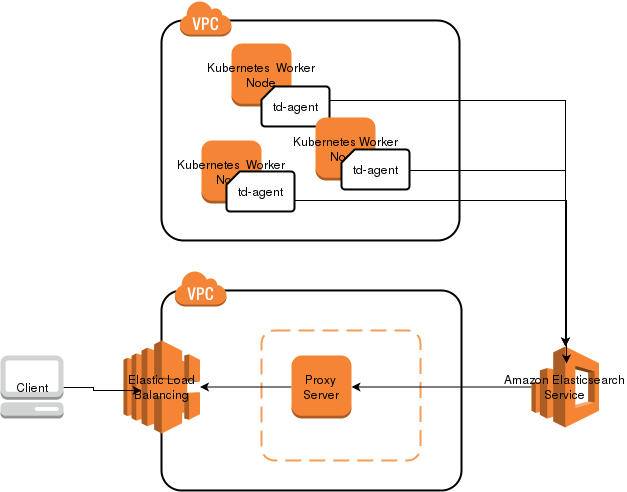 VPC
Kubernetes Worker
Node
td-agent
Kubernetes Worker
No
td-agent
Kubernetes Worker
No
td-agent
VPC
Client
Elastic Load
Balancing
Proxy
Server
Amazon Elasticsearch
Service